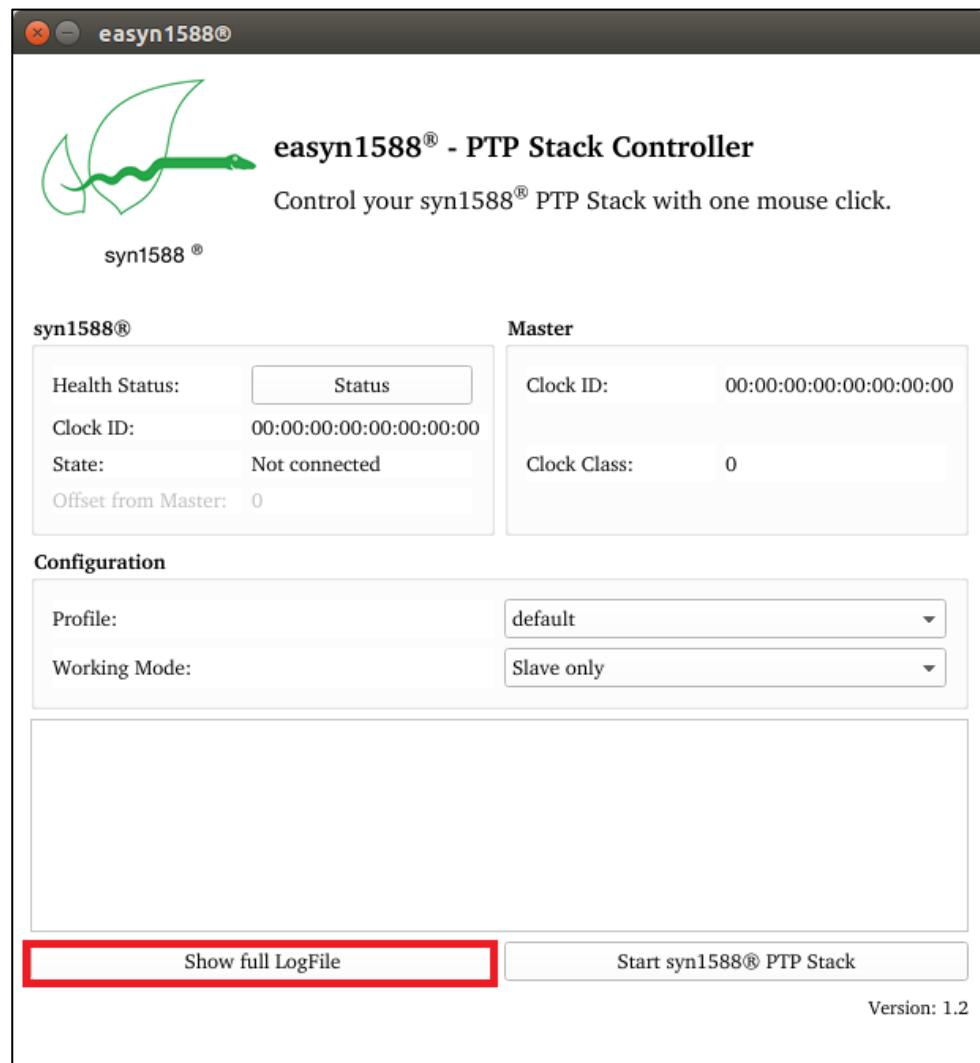 easyn1588®
easyn1588® - PTP Stack Controller
Control your syn1588® PTP Stack with one mouse click.
syn1588 ®
syn1588®
Health Status: Status
Clock ID: 00:00:00:00:00:00:00:00
State: Not connected
Offset from Master: 0
Master
Clock ID: 00:00:00:00:00:00:00:00
Clock Class: 0
Configuration
Profile: default
Working Mode: Slave only
Show full LogFile
Start syn1588® PTP Stack
Version: 1.2